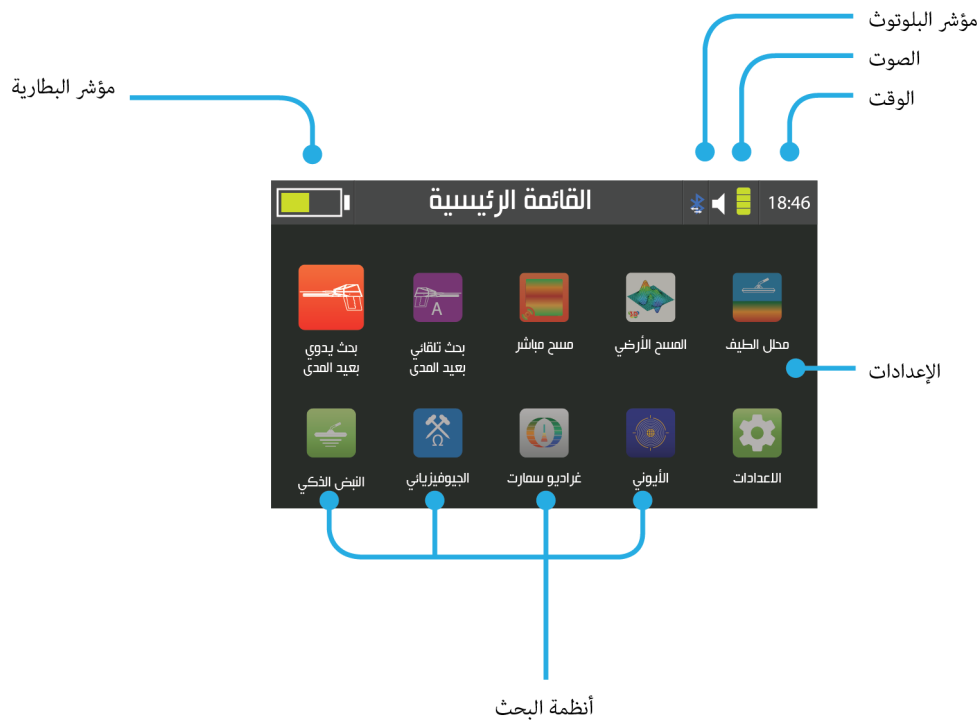 مؤشر البلوتوث
الصوت
الوقت
مؤشر البطارية
القائمة الرئيسية
18:46
بحث يدوي
بعيد المدى
A
بحث تلقائي
بعيد المدى
مسح مباشر
المسح الأرضي
محلل الطيف
الإعدادات
النبض الذكي
Ω
الجيوفيزيائي
غراديو سمارت
الأيوني
الاعدادات
أنظمة البحث